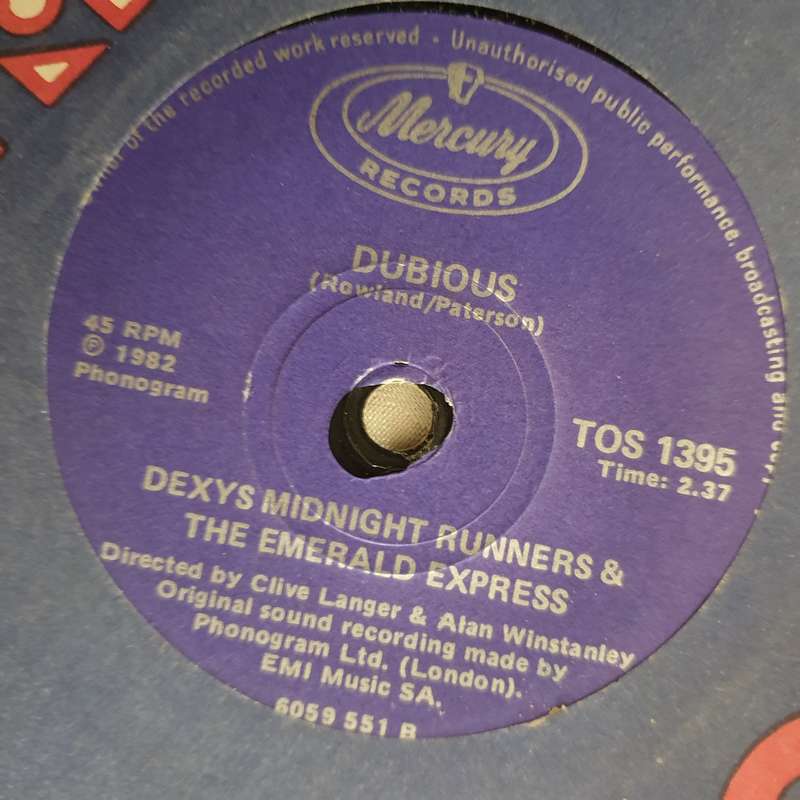 of the recorded work reserved · Unauthorised public performance, broadcasting and
Mercury
RECORDS
DUBIOUS
(Rowland/Paterson)
45 RPM
Ⓟ 1982
Phonogram
TOS 1395
Time: 2.37
DEXYS MIDNIGHT RUNNERS &
THE EMERALD EXPRESS
Directed by Clive Langer & Alan Winstanley
Original sound recording made by
Phonogram Ltd. (London).
EMI Music SA.
6059 551 B